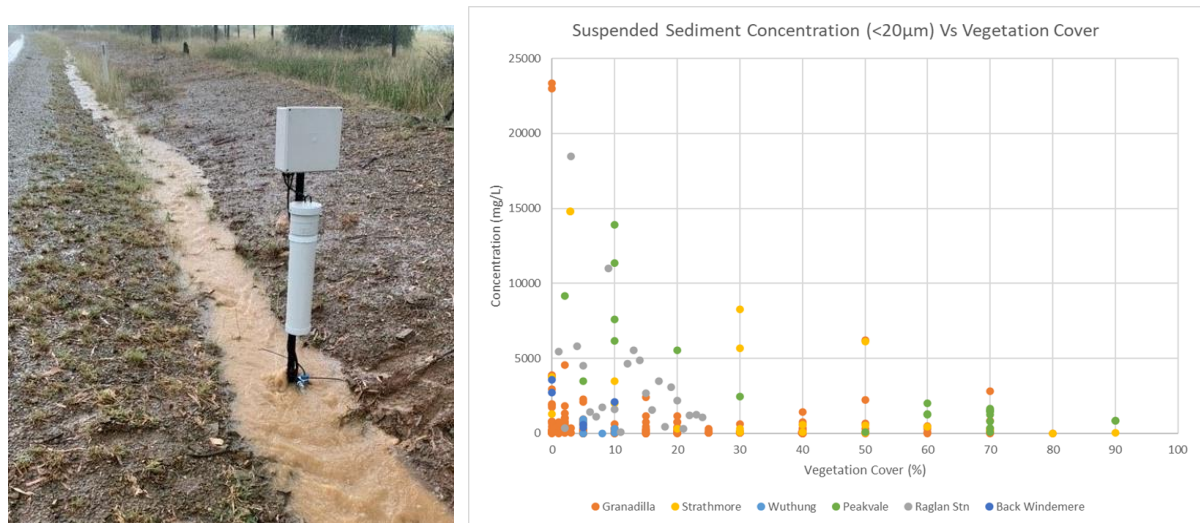 Suspended Sediment Concentration (<20µm) Vs Vegetation Cover
25000
20000
15000
10000
5000
0
Concentration (mg/L)
0 10 20 30 40 50 60 70 80 90 100
Vegetation Cover (%)
Granadilla Strathmore Wuthung Peakvale Raglan Stn Back Windemere